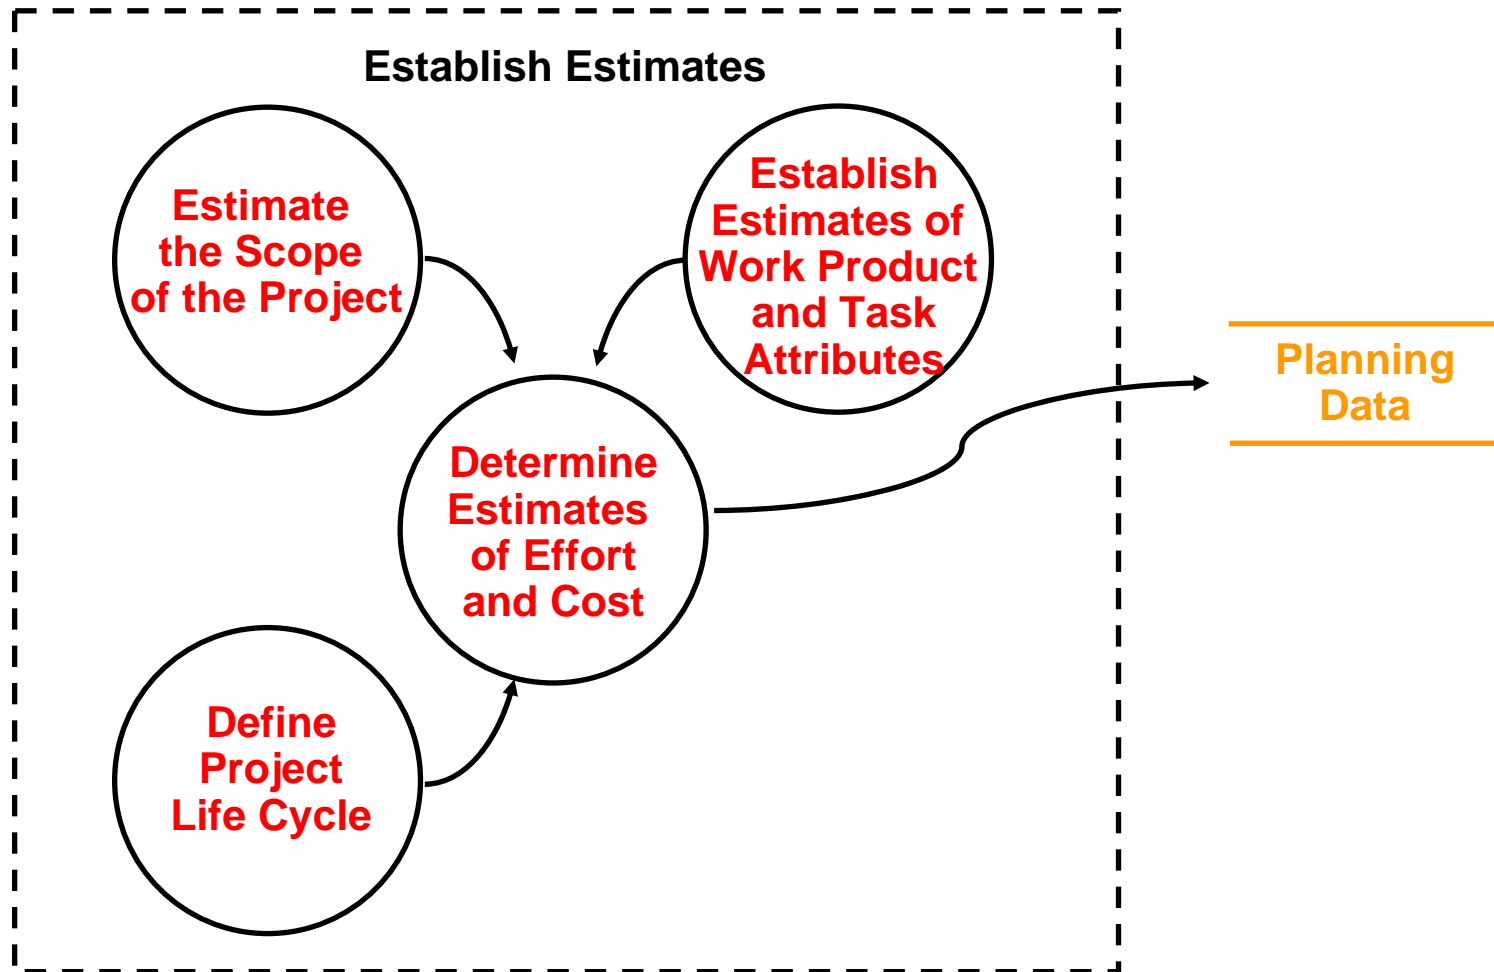 Establish Estimates
Estimate
the Scope
of the Project
Establish
Estimates of
Work Product
and Task
Attributes
Planning
Data
Determine
Estimates
of Effort
and Cost
Define
Project
Life Cycle